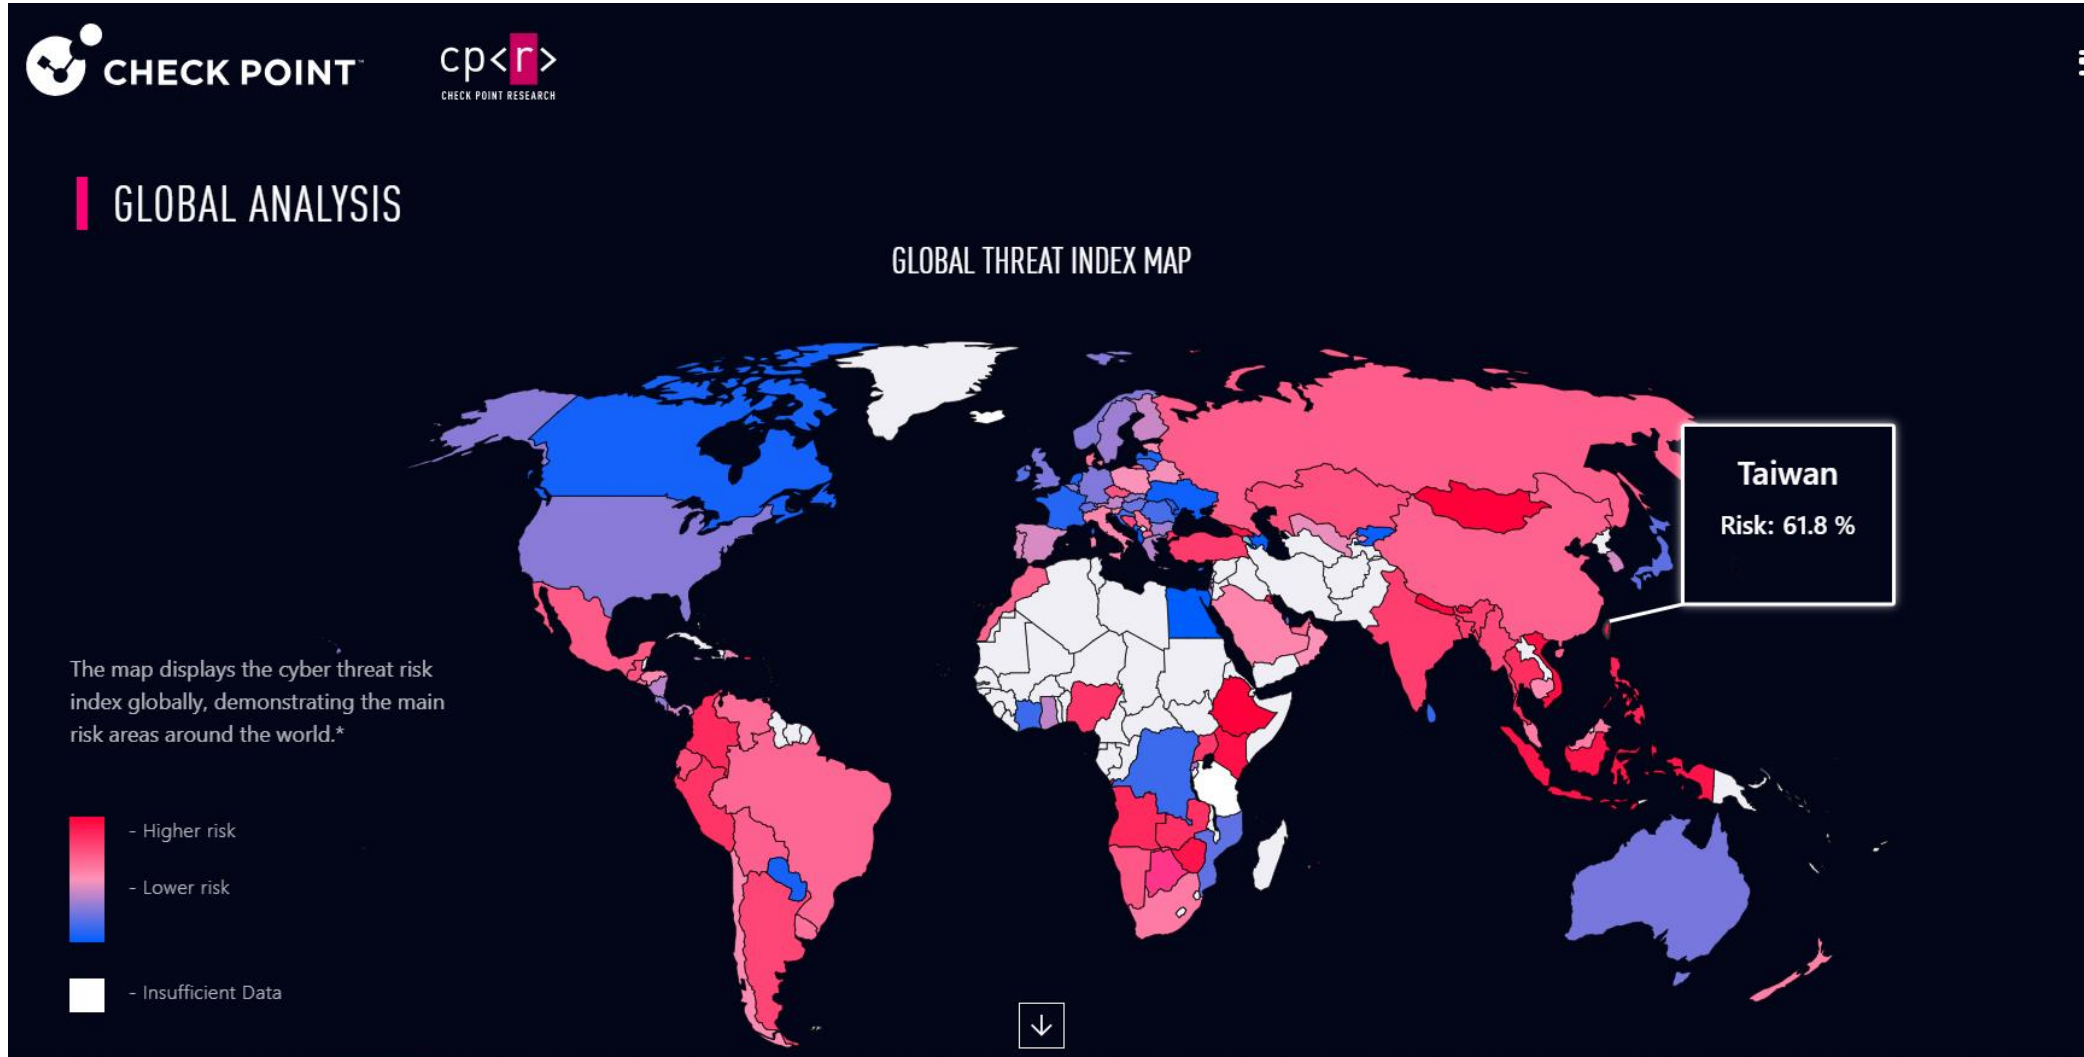 CHECK POINT™
cp<r>
CHECK POINT RESEARCH
GLOBAL ANALYSIS
GLOBAL THREAT INDEX MAP
Taiwan
Risk: 61.8 %
The map displays the cyber threat risk
index globally, demonstrating the main
risk areas around the world.*
- Higher risk
- Lower risk
- Insufficient Data